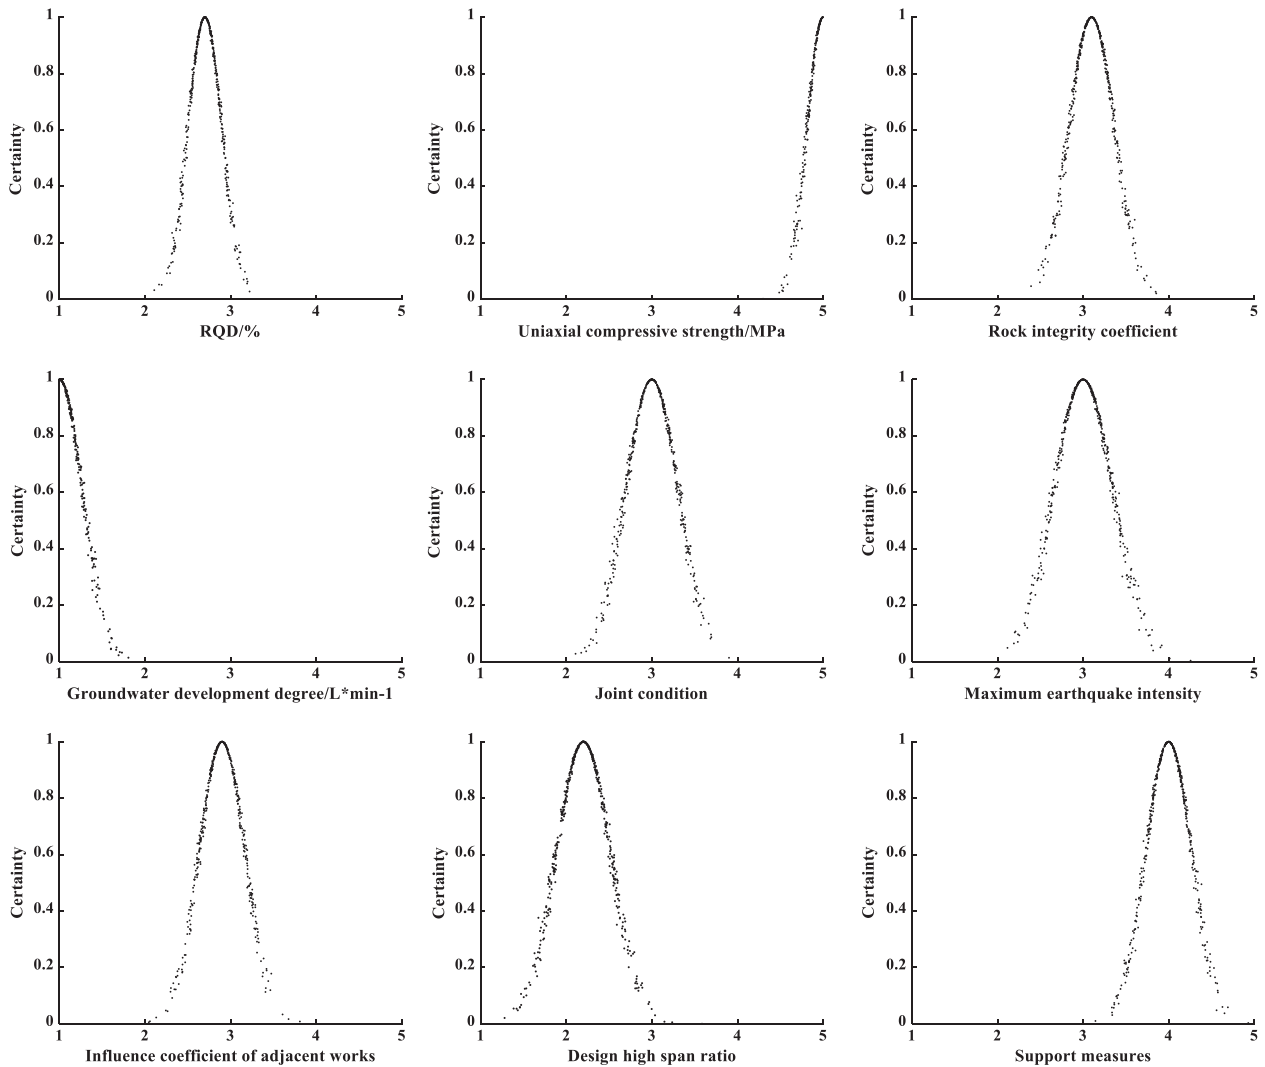 1
0.8
0.6
0.4
0.2
0
Certainty
1 2 3 4 5
RQD/%
1
0.8
0.6
0.4
0.2
0
Certainty
1 2 3 4 5
Uniaxial compressive strength/MPa
1
0.8
0.6
0.4
0.2
0
Certainty
1 2 3 4 5
Rock integrity coefficient
1
0.8
0.6
0.4
0.2
0
Certainty
1 2 3 4 5
Groundwater development degree/L*min-1
1
0.8
0.6
0.4
0.2
0
Certainty
1 2 3 4 5
Joint condition
1
0.8
0.6
0.4
0.2
0
Certainty
1 2 3 4 5
Maximum earthquake intensity
1
0.8
0.6
0.4
0.2
0
Certainty
1 2 3 4 5
Influence coefficient of adjacent works
1
0.8
0.6
0.4
0.2
0
Certainty
1 2 3 4 5
Design high span ratio
1
0.8
0.6
0.4
0.2
0
Certainty
1 2 3 4 5
Support measures